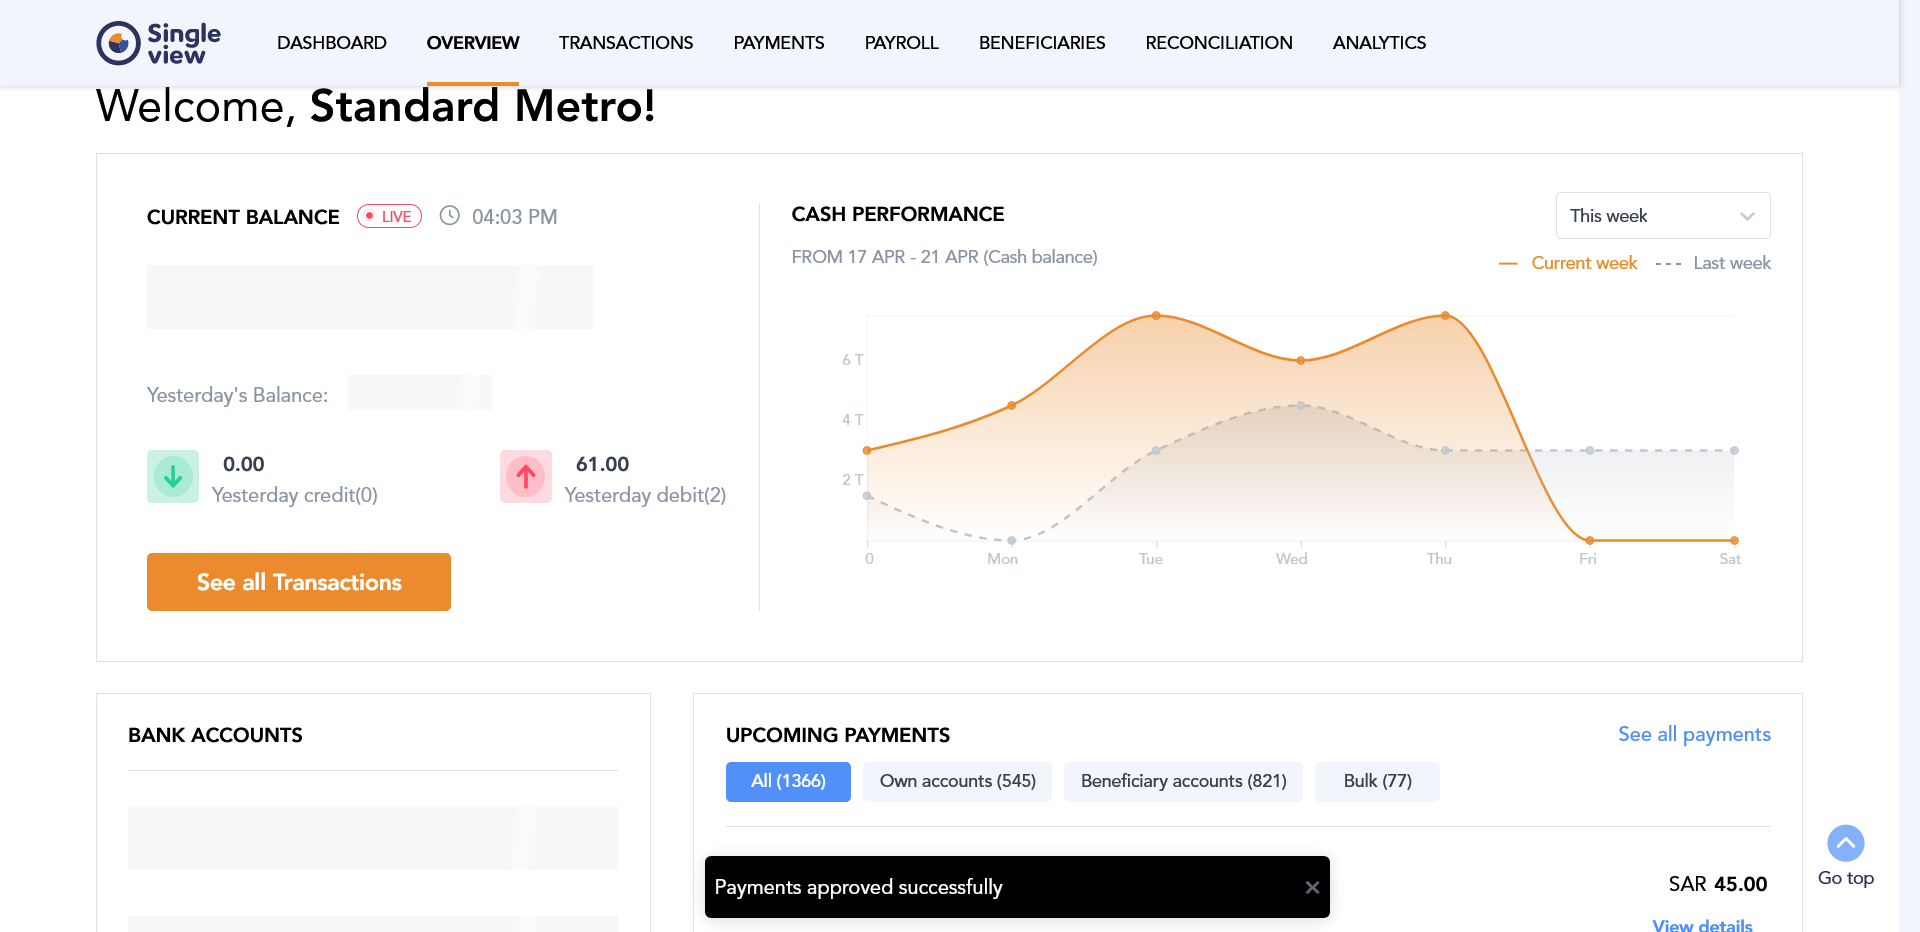 Single view
DASHBOARD
OVERVIEW
TRANSACTIONS
PAYMENTS
PAYROLL
BENEFICIARIES
RECONCILIATION
ANALYTICS
Welcome, Standard Metro!
CURRENT BALANCE
LIVE
04:03 PM
Yesterday's Balance:
0.00
Yesterday credit(0)
61.00
Yesterday debit(2)
See all Transactions
CASH PERFORMANCE
This week
FROM 17 APR - 21 APR (Cash balance)
Current week
Last week
6 T
4 T
2 T
0
Mon
Tue
Wed
Thu
Fri
Sat
BANK ACCOUNTS
UPCOMING PAYMENTS
See all payments
All (1366)
Own accounts (545)
Beneficiary accounts (821)
Bulk (77)
SAR 45.00
View details
Payments approved successfully
Go top